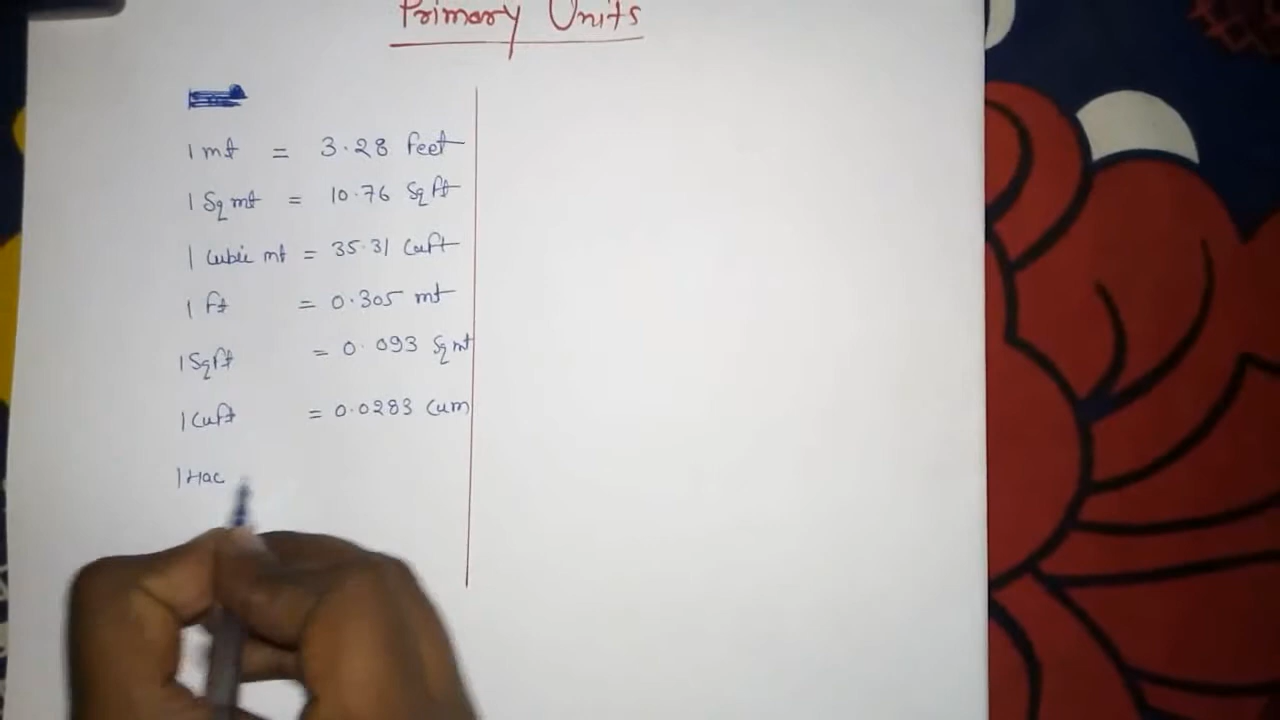 Primary Units
1 mt = 3.28 feet
1 Sq mt = 10.76 Sq ft
1 Cubic mt = 35.31 Cuft
1 ft = 0.305 mt
1 Sqft = 0.093 Sq mt
1 Cuft = 0.0283 Cum
1 Hac